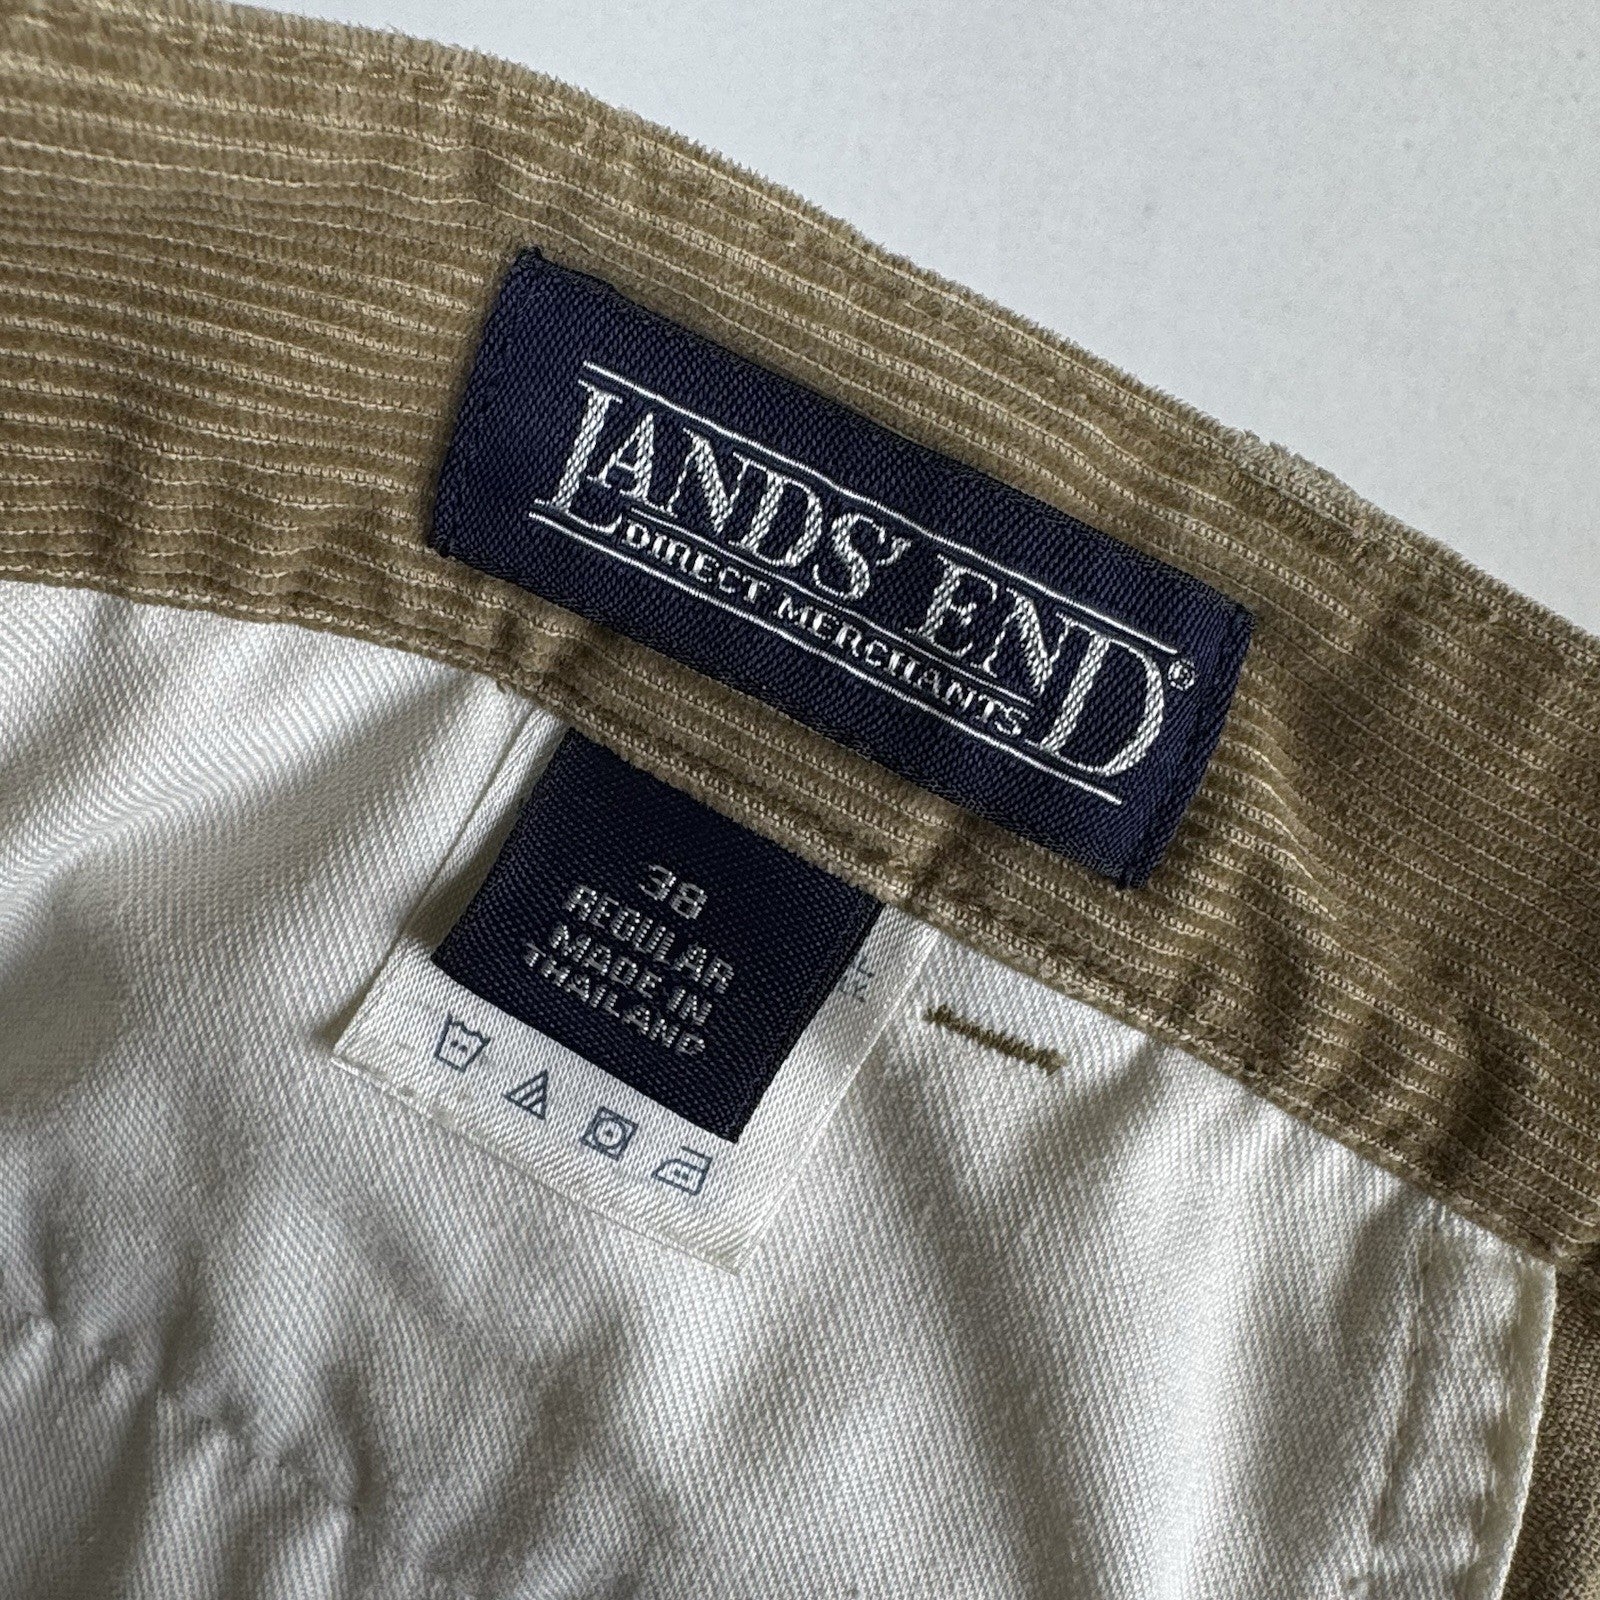 LANDS' END®
DIRECT MERCHANTS
38
REGULAR
MADE IN
THAILAND